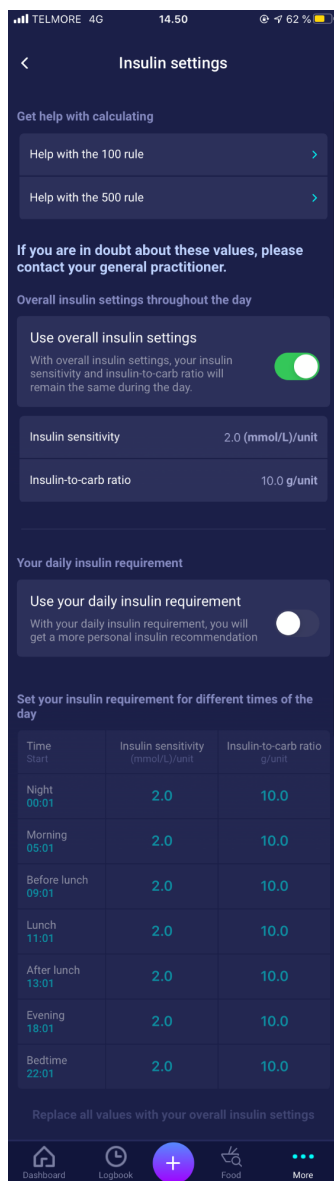 TELMORE 4G 14.50 62 %
Insulin settings
Get help with calculating
Help with the 100 rule
Help with the 500 rule
If you are in doubt about these values, please
contact your general practitioner.
Overall insulin settings throughout the day
Use overall insulin settings
With overall insulin settings, your insulin
sensitivity and insulin-to-carb ratio will
remain the same during the day.
Insulin sensitivity 2.0 (mmol/L)/unit
Insulin-to-carb ratio 10.0 g/unit
Your daily insulin requirement
Use your daily insulin requirement
With your daily insulin requirement, you will
get a more personal insulin recommendation
Set your insulin requirement for different times of the
day
Time Insulin sensitivity Insulin-to-carb ratio
Start (mmol/L)/unit g/unit
Night
00:01 2.0 10.0
Morning
05:01 2.0 10.0
Before lunch
09:01 2.0 10.0
Lunch
11:01 2.0 10.0
After lunch
13:01 2.0 10.0
Evening
18:01 2.0 10.0
Bedtime
22:01 2.0 10.0
Replace all values with your overall insulin settings
Dashboard Logbook Food More